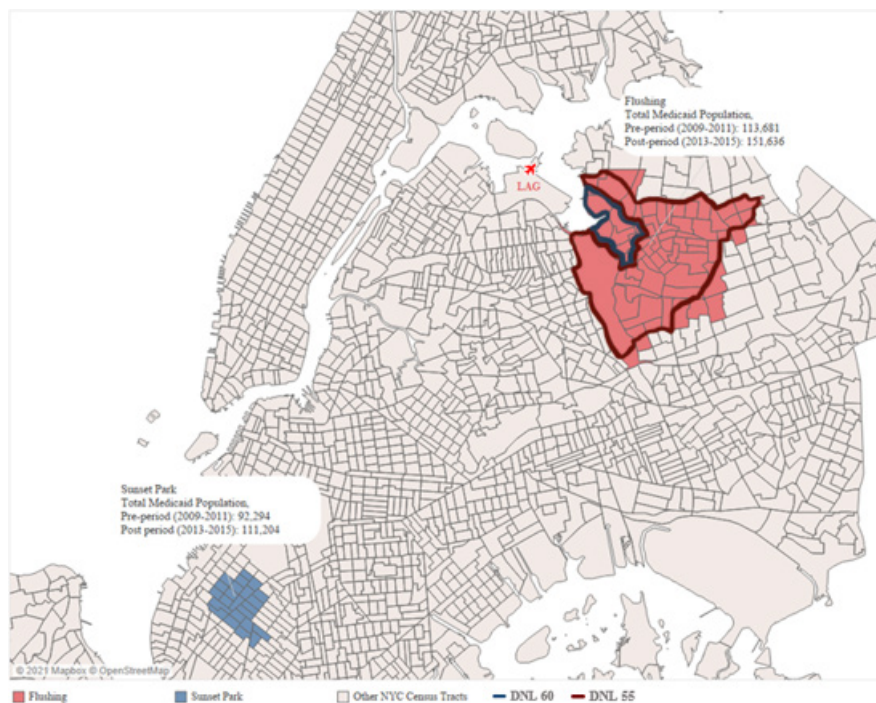 Flushing
Total Medicaid Population,
Pre-period (2009-2011): 113,681
Post-period (2013-2015): 151,636
LAG
Sunset Park
Total Medicaid Population,
Pre-period (2009-2011): 92,294
Post period (2013-2015): 111,204
© 2021 Mapbox © OpenStreetMap
Flushing Sunset Park Other NYC Census Tracts DNL 60 DNL 55